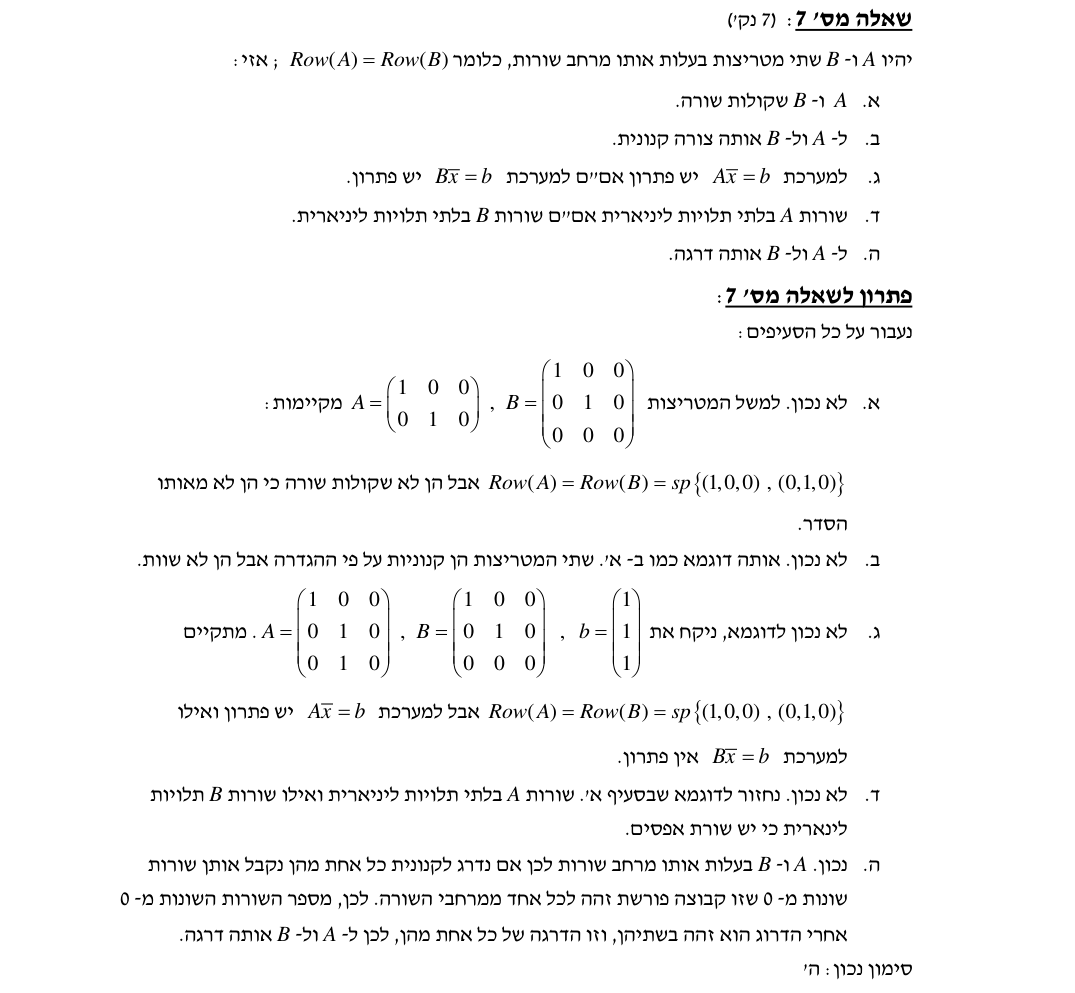 שאלה מס׳ 7: (7 נק׳)
יהיו A ו- B שתי מטריצות בעלות אותו מרחב שורות, כלומר Row(A) = Row(B) ; אזי:
א. A ו- B שקולות שורה.
ב. ל- A ול- B אותה צורה קנונית.
ג. למערכת Ax̅ = b יש פתרון אם״ם למערכת Bx̅ = b יש פתרון.
ד. שורות A בלתי תלויות ליניארית אם״ם שורות B בלתי תלויות ליניארית.
ה. ל- A ול- B אותה דרגה.
פתרון לשאלה מס׳ 7:
נעבור על כל הסעיפים:
א. לא נכון. למשל המטריצות B = (1 0 0; 0 1 0; 0 0 0) , A = (1 0 0; 0 1 0) מקיימות:
Row(A) = Row(B) = sp{(1,0,0) , (0,1,0)} אבל הן לא שקולות שורה כי הן לא מאותו
הסדר.
ב. לא נכון. אותה דוגמא כמו ב- א׳. שתי המטריצות הן קנוניות על פי ההגדרה אבל הן לא שוות.
ג. לא נכון לדוגמא, ניקח את A = (1 0 0; 0 1 0; 0 1 0) , B = (1 0 0; 0 1 0; 0 0 0) , b = (1; 1; 1) . מתקיים
Row(A) = Row(B) = sp{(1,0,0) , (0,1,0)} אבל למערכת Ax̅ = b יש פתרון ואילו
למערכת Bx̅ = b אין פתרון.
ד. לא נכון. נחזור לדוגמא שבסעיף א׳. שורות A בלתי תלויות ליניארית ואילו שורות B תלויות
לינארית כי יש שורת אפסים.
ה. נכון. A ו- B בעלות אותו מרחב שורות לכן אם נדרג לקנונית כל אחת מהן נקבל אותן שורות
שונות מ- 0 שזו קבוצה פורשת זהה לכל אחד ממרחבי השורה. לכן, מספר השורות השונות מ- 0
אחרי הדרוג הוא זהה בשתיהן, וזו הדרגה של כל אחת מהן, לכן ל- A ול- B אותה דרגה.
סימון נכון: ה׳